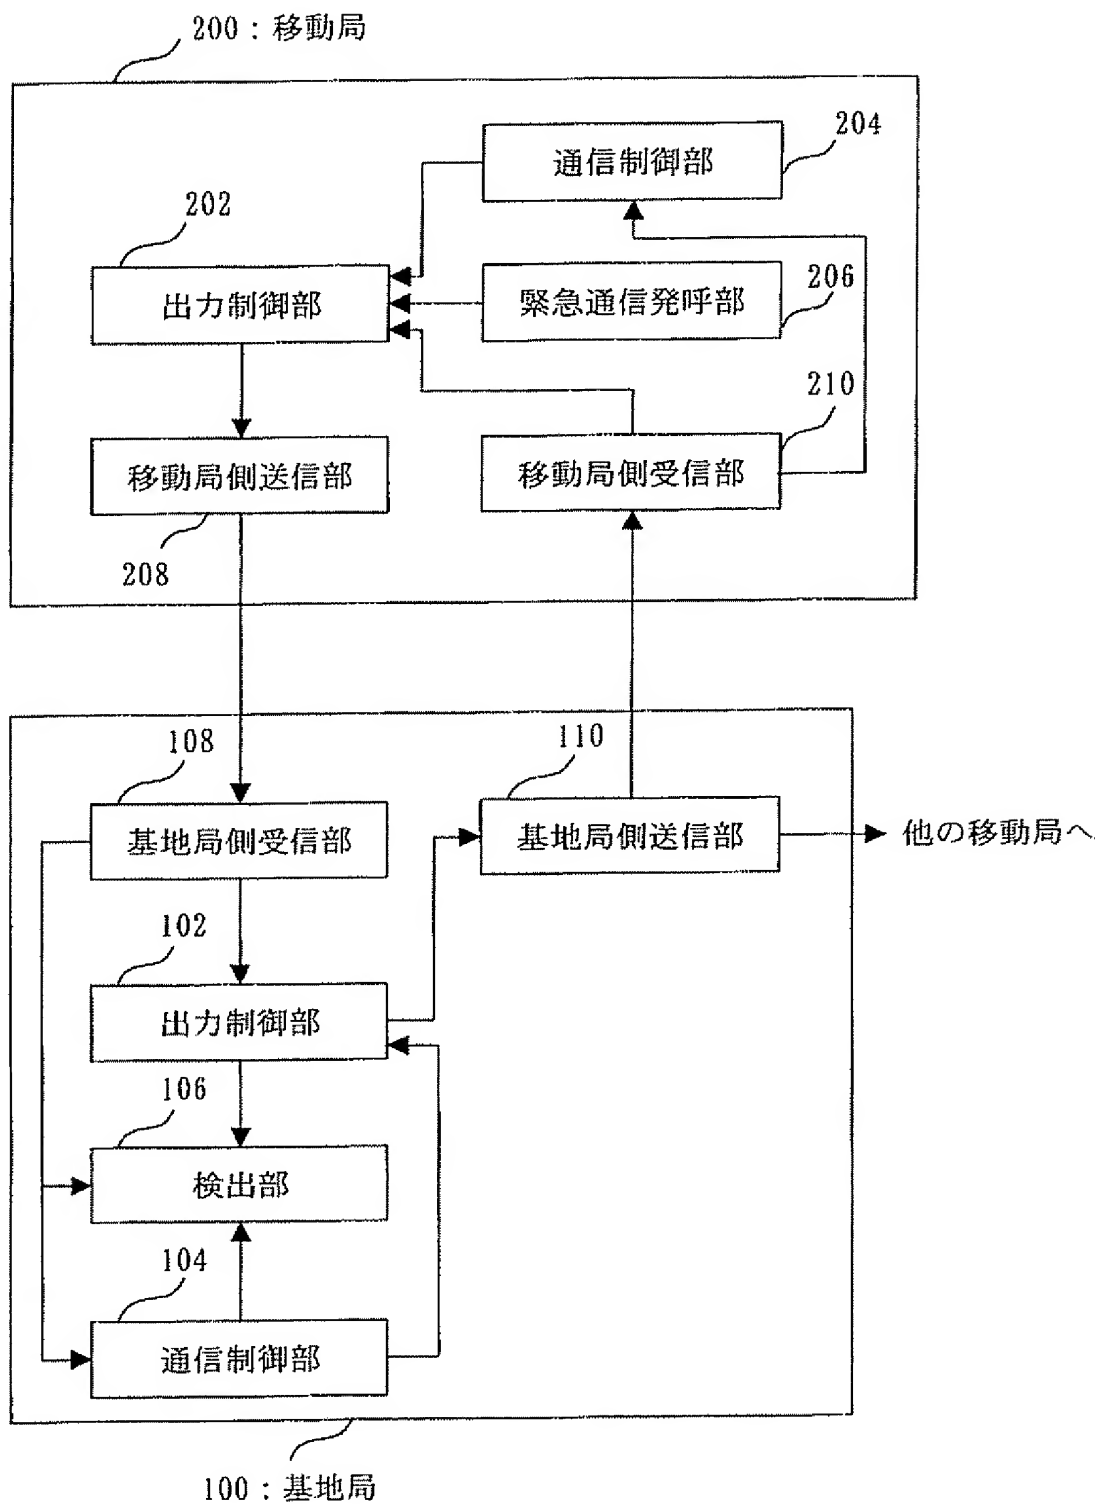 200:移動局
204
通信制御部
202
206
出力制御部
緊急通信発呼部
210
移動局側送信部
移動局側受信部
208
108
110
基地局側受信部
基地局側送信部
他の移動局へ
102
出力制御部
106
検出部
104
通信制御部
100:基地局